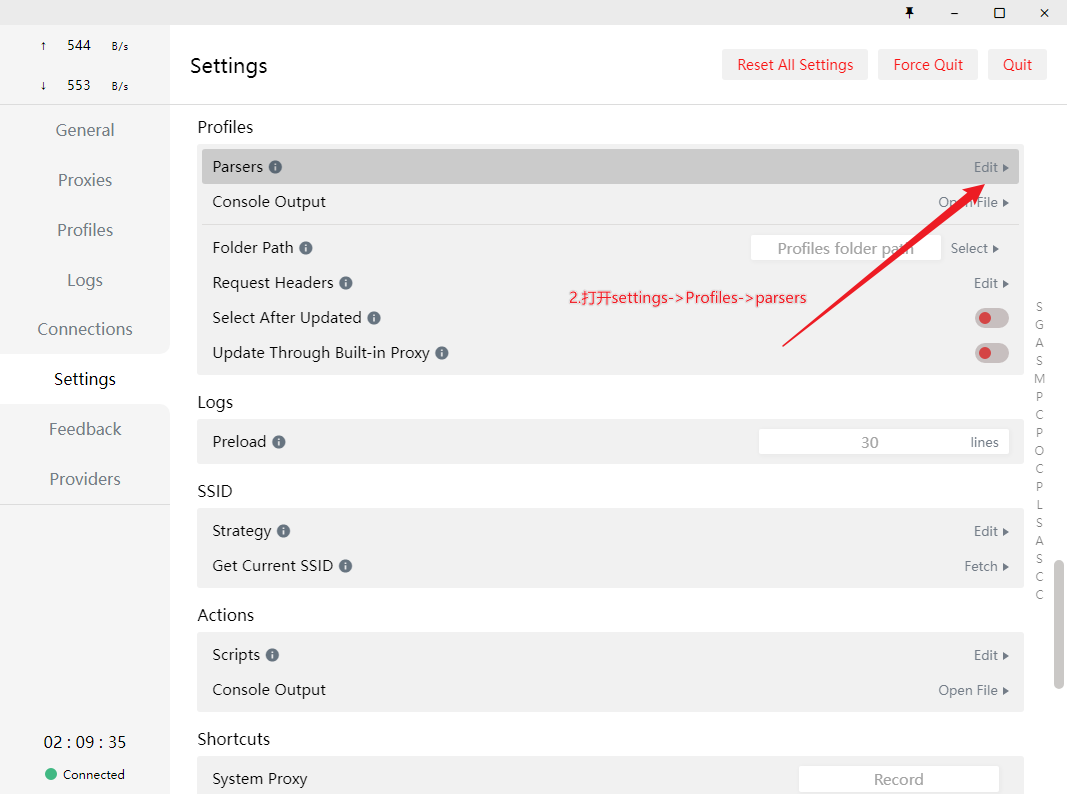 ↑ 544 B/s
↓ 553 B/s
General
Proxies
Profiles
Logs
Connections
Settings
Feedback
Providers
02 : 09 : 35
Connected
Settings
Reset All Settings
Force Quit
Quit
Profiles
Parsers
Edit
Console Output
Open File
Folder Path
Profiles folder path
Select
Request Headers
Edit
2.打开settings->Profiles->parsers
Select After Updated
Update Through Built-in Proxy
Logs
Preload
30 lines
SSID
Strategy
Edit
Get Current SSID
Fetch
Actions
Scripts
Edit
Console Output
Open File
Shortcuts
System Proxy
Record
S
G
A
S
M
P
C
P
O
C
P
L
S
A
S
C
C